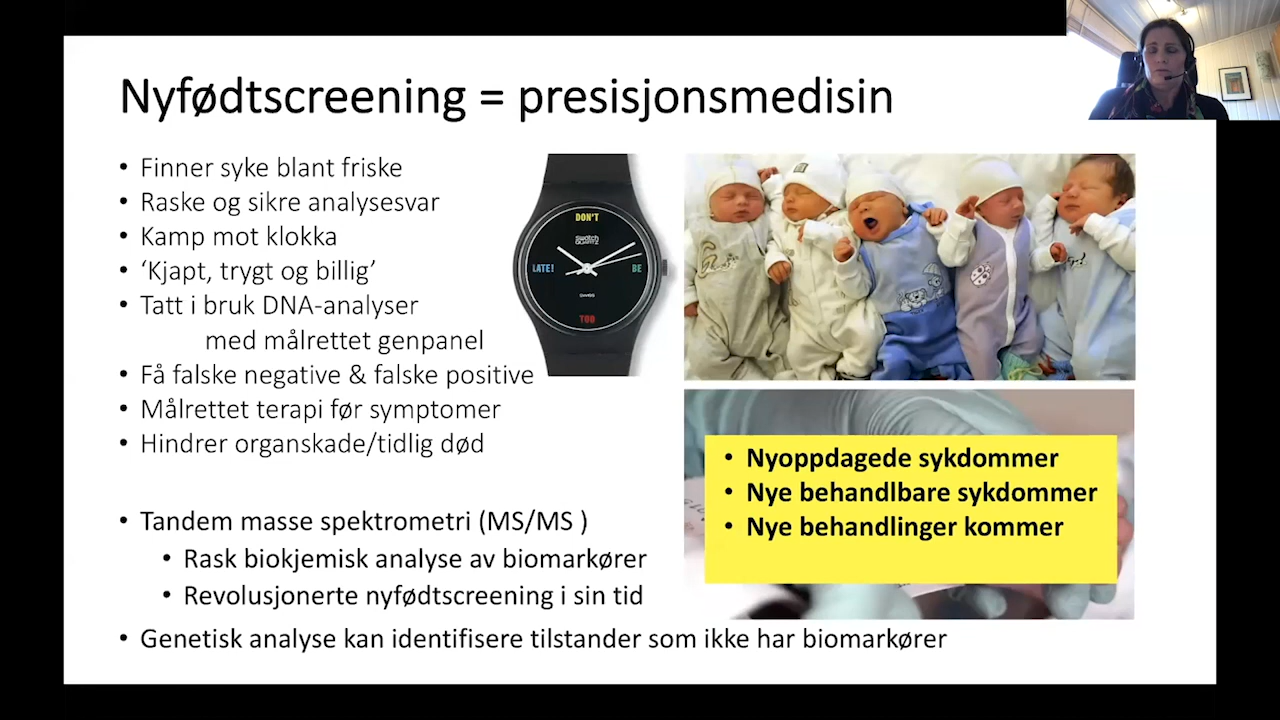 Nyfødtscreening = presisjonsmedisin
• Finner syke blant friske
• Raske og sikre analysesvar
• Kamp mot klokka
• ‘Kjapt, trygt og billig’
• Tatt i bruk DNA-analyser
med målrettet genpanel
• Få falske negative & falske positive
• Målrettet terapi før symptomer
• Hindrer organskade/tidlig død
• Tandem masse spektrometri (MS/MS )
• Rask biokjemisk analyse av biomarkører
• Revolusjonerte nyfødtscreening i sin tid
• Genetisk analyse kan identifisere tilstander som ikke har biomarkører
DON'T
swatch
QUARTZ
LATE!
BE
SWISS
TOO
• Nyoppdagede sykdommer
• Nye behandlbare sykdommer
• Nye behandlinger kommer